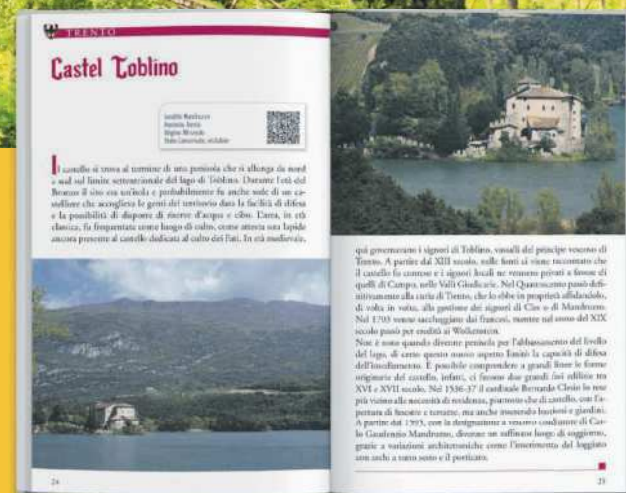 TRENTO
Castel Toblino
Il castello si trova al termine di una penisola che si allunga da nord
a sud sul limite settentrionale del lago di Toblino. Durante l'età del
Bronzo il sito era un'isola e probabilmente fu anche sede di un ca-
stelliere che accoglieva le genti del territorio data la facilità di difesa
e la possibilità di disporre di riserve d'acqua e cibo. L'area, in età
classica, fu frequentata come luogo di culto, come attesta una lapide
ancora presente al castello dedicata al culto dei Fati. In età medievale,
24
qui governavano i signori di Toblino, vassalli del principe vescovo di
Trento. A partire dal XIII secolo, nelle fonti ci viene raccontato che
il castello fu conteso e i signori locali ne vennero privati a favore di
quelli di Campo, nelle Valli Giudicarie. Nel Quattrocento passò defi-
nitivamente alla curia di Trento, che lo ebbe in proprietà affidandolo,
di volta in volta, alla gestione dei signori di Cles o di Madruzzo.
Nel 1703 venne saccheggiato dai francesi, mentre nel corso del XIX
secolo passò per eredità ai Wolkenstein.
Non è noto quando divenne penisola per l'abbassamento del livello
del lago, di certo questo nuovo aspetto limitò la capacità di difesa
dell'insediamento. È possibile comprendere a grandi linee le forme
originarie del castello, infatti, ci furono due grandi fasi edilizie tra
XVI e XVII secolo. Nel 1536-37 il cardinale Bernardo Clesio lo rese
più vicino alle necessità di residenza, piuttosto che di castello, con l'a-
pertura di finestre e terrazze, ma anche inserendo bastioni e giardini.
A partire dal 1593, con la designazione a vescovo coadiutore di Car-
lo Gaudenzio Madruzzo, divenne un raffinato luogo di soggiorno,
grazie a variazioni architettoniche come l'inserimento del loggiato
con archi a tutto sesto e il porticato.
25